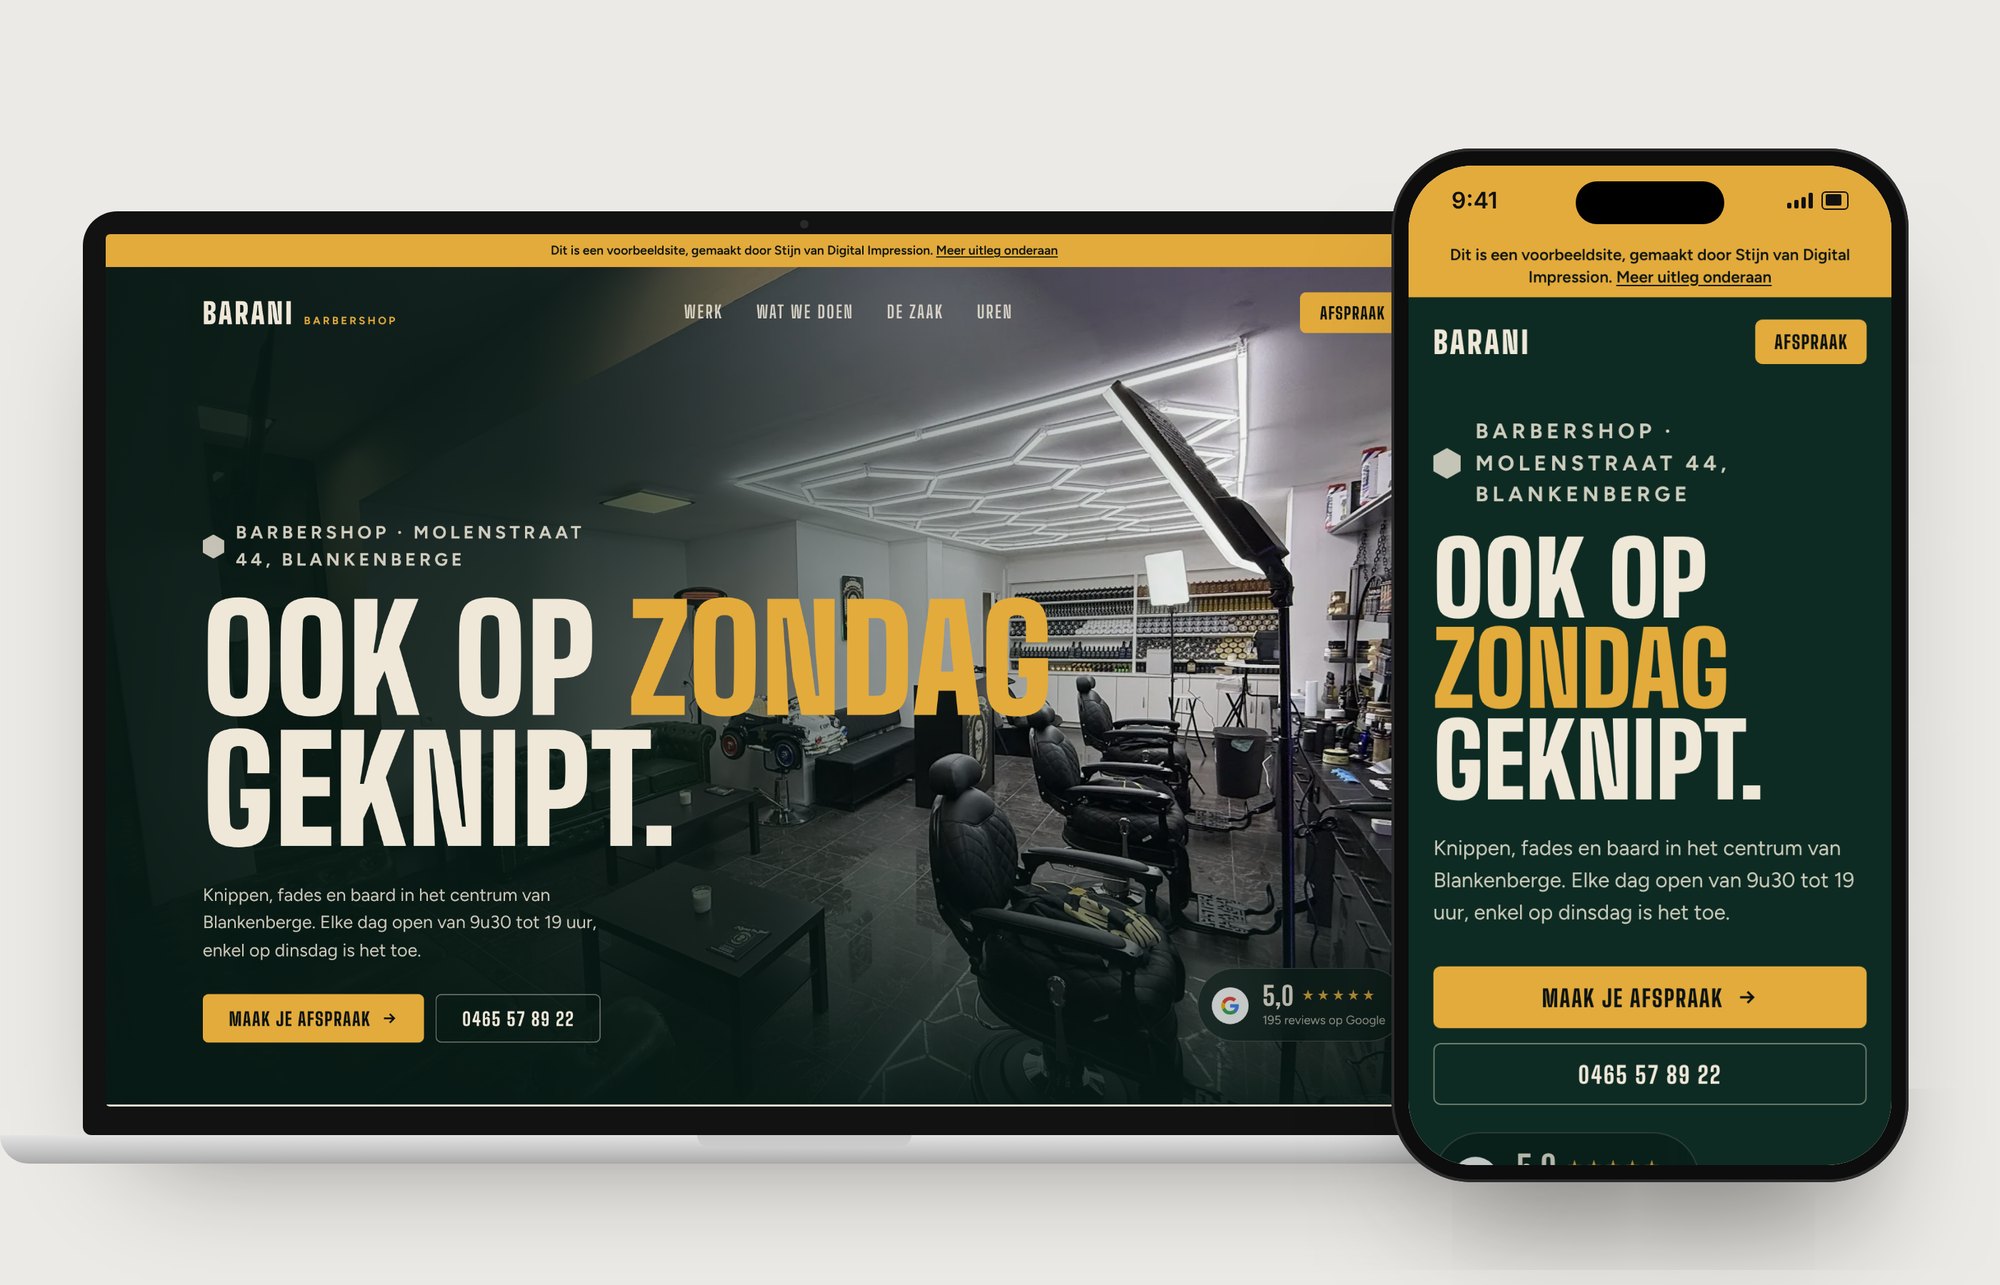 Dit is een voorbeeldsite, gemaakt door Stijn van Digital Impression. Meer uitleg onderaan
BARANI BARBERSHOP
WERK WAT WE DOEN DE ZAAK UREN
AFSPRAAK
BARBERSHOP · MOLENSTRAAT
44, BLANKENBERGE
OOK OP ZONDAG
GEKNIPT.
Knippen, fades en baard in het centrum van
Blankenberge. Elke dag open van 9u30 tot 19 uur,
enkel op dinsdag is het toe.
MAAK JE AFSPRAAK →
0465 57 89 22
5,0 ★★★★★
195 reviews op Google
9:41
Dit is een voorbeeldsite, gemaakt door Stijn van Digital
Impression. Meer uitleg onderaan
BARANI
AFSPRAAK
BARBERSHOP ·
MOLENSTRAAT 44,
BLANKENBERGE
OOK OP
ZONDAG
GEKNIPT.
Knippen, fades en baard in het centrum van
Blankenberge. Elke dag open van 9u30 tot 19
uur, enkel op dinsdag is het toe.
MAAK JE AFSPRAAK →
0465 57 89 22
5,0 ★★★★★